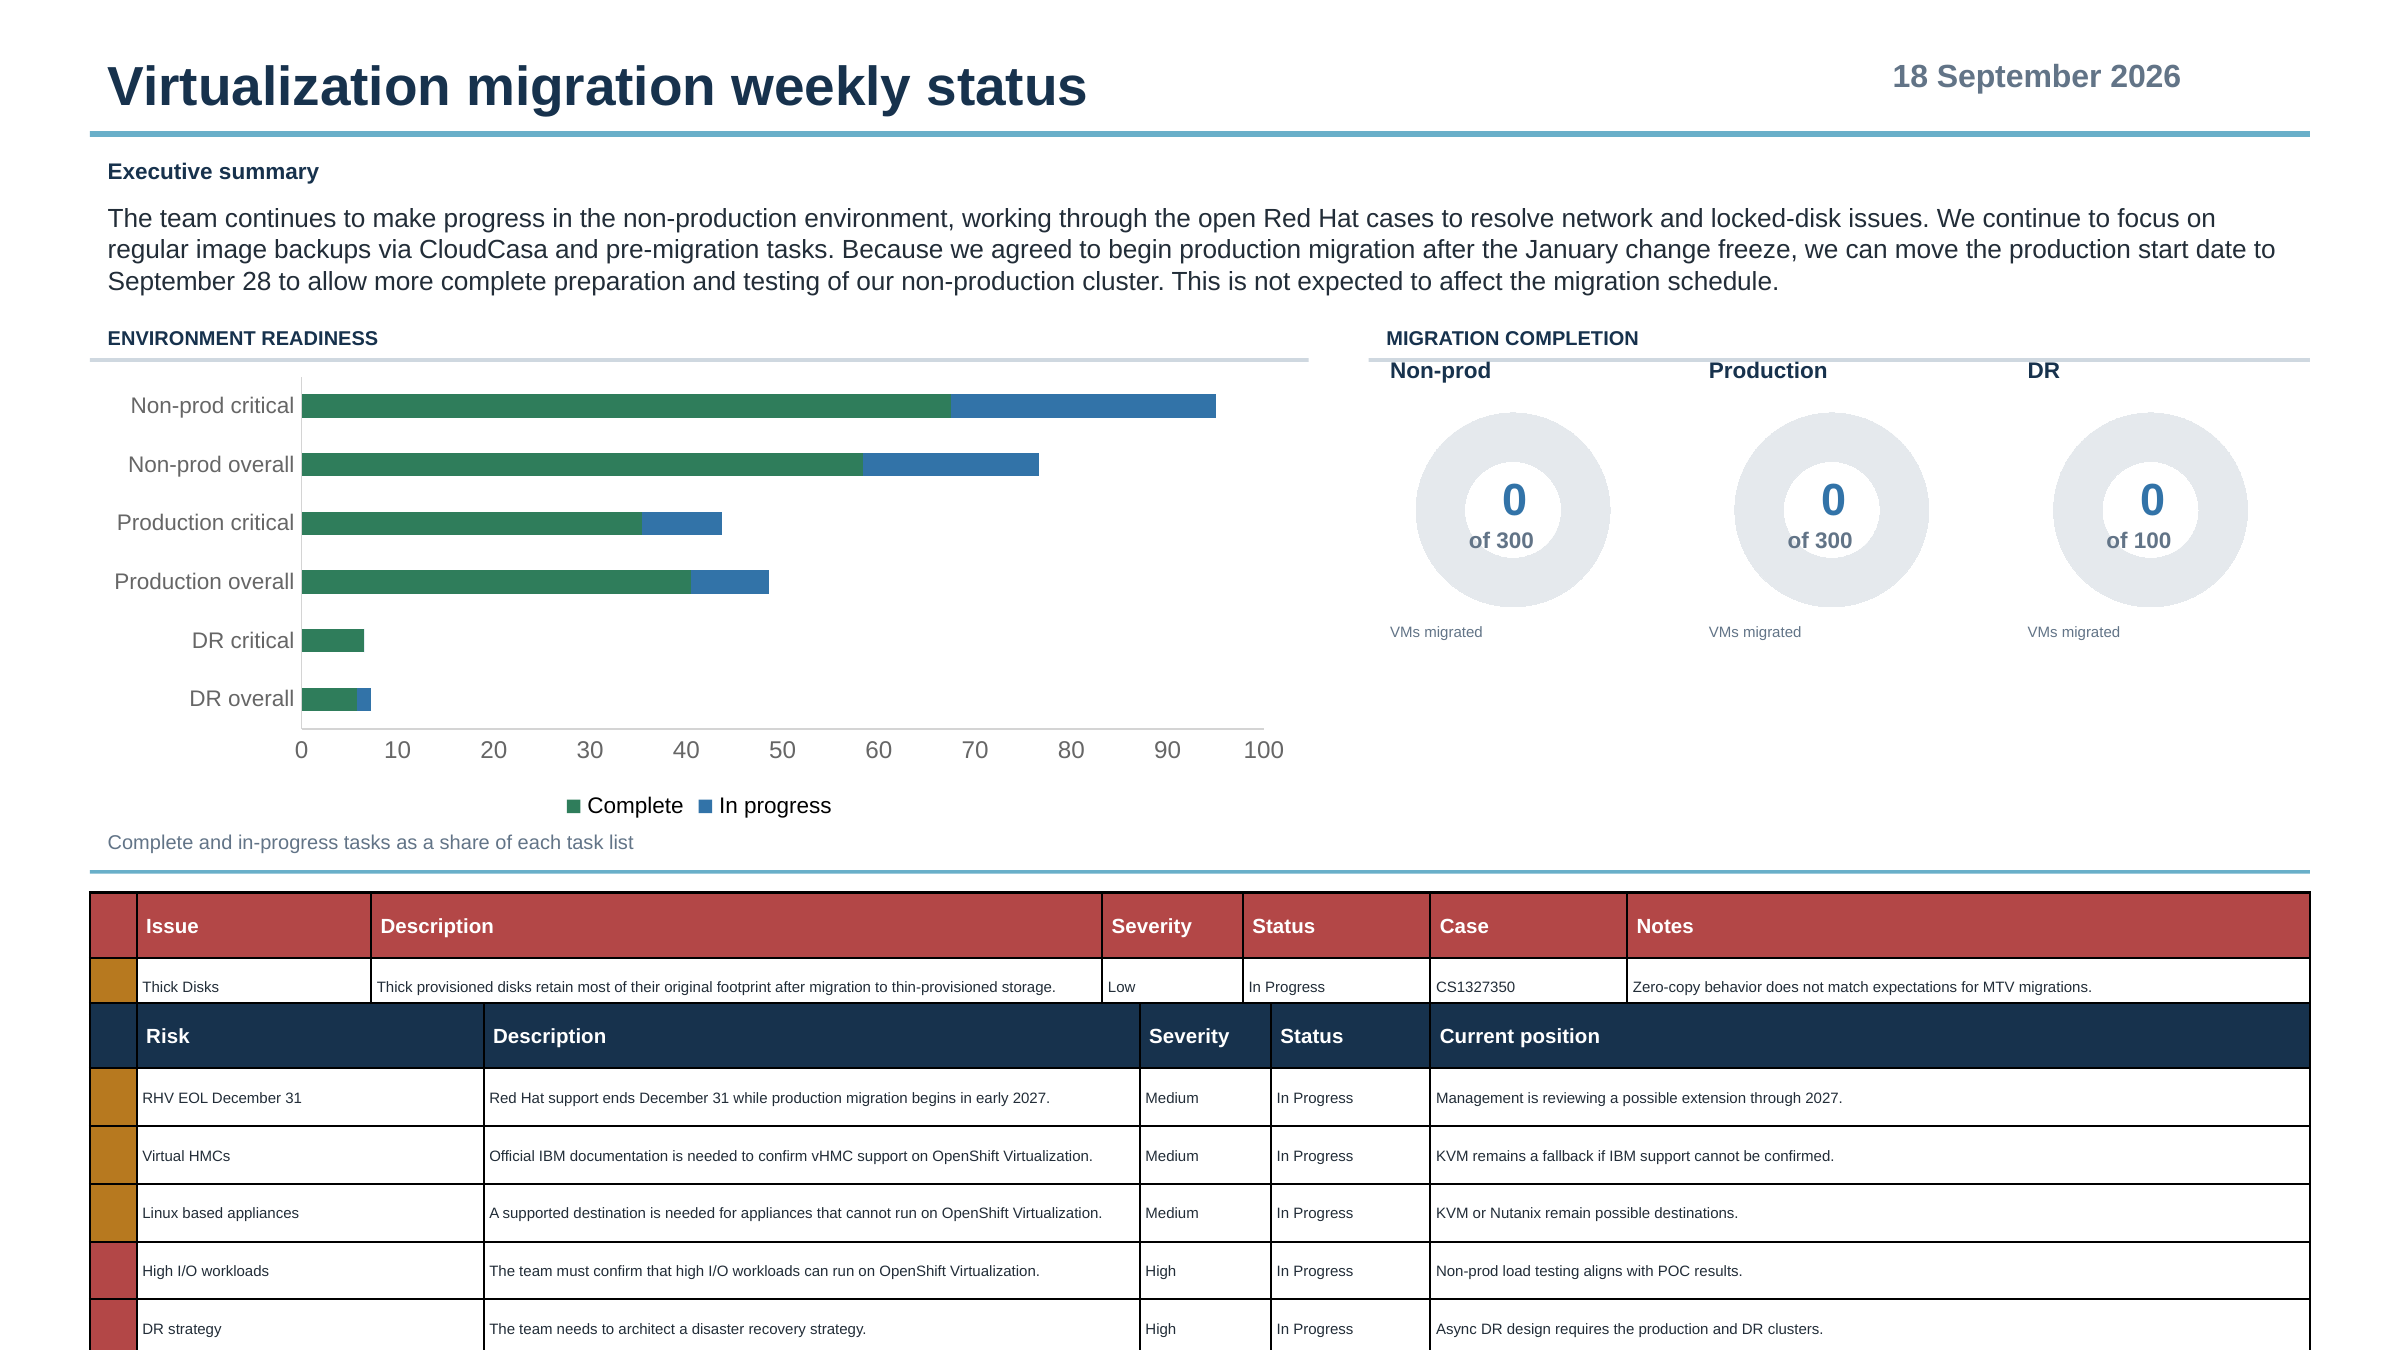 Virtualization migration weekly status
18 September 2026
Executive summary
The team continues to make progress in the non-production environment, working through the open Red Hat cases to resolve network and locked-disk issues. We continue to focus on
regular image backups via CloudCasa and pre-migration tasks. Because we agreed to begin production migration after the January change freeze, we can move the production start date to
September 28 to allow more complete preparation and testing of our non-production cluster. This is not expected to affect the migration schedule.
ENVIRONMENT READINESS
Non-prod critical
Non-prod overall
Production critical
Production overall
DR critical
DR overall
0 10 20 30 40 50 60 70 80 90 100
Complete In progress
Complete and in-progress tasks as a share of each task list
MIGRATION COMPLETION
Non-prod Production DR
0 0 0
of 300 of 300 of 100
VMs migrated VMs migrated VMs migrated
Issue Description Severity Status Case Notes
Thick Disks Thick provisioned disks retain most of their original footprint after migration to thin-provisioned storage. Low In Progress CS1327350 Zero-copy behavior does not match expectations for MTV migrations.
Risk Description Severity Status Current position
RHV EOL December 31 Red Hat support ends December 31 while production migration begins in early 2027. Medium In Progress Management is reviewing a possible extension through 2027.
Virtual HMCs Official IBM documentation is needed to confirm vHMC support on OpenShift Virtualization. Medium In Progress KVM remains a fallback if IBM support cannot be confirmed.
Linux based appliances A supported destination is needed for appliances that cannot run on OpenShift Virtualization. Medium In Progress KVM or Nutanix remain possible destinations.
High I/O workloads The team must confirm that high I/O workloads can run on OpenShift Virtualization. High In Progress Non-prod load testing aligns with POC results.
DR strategy The team needs to architect a disaster recovery strategy. High In Progress Async DR design requires the production and DR clusters.